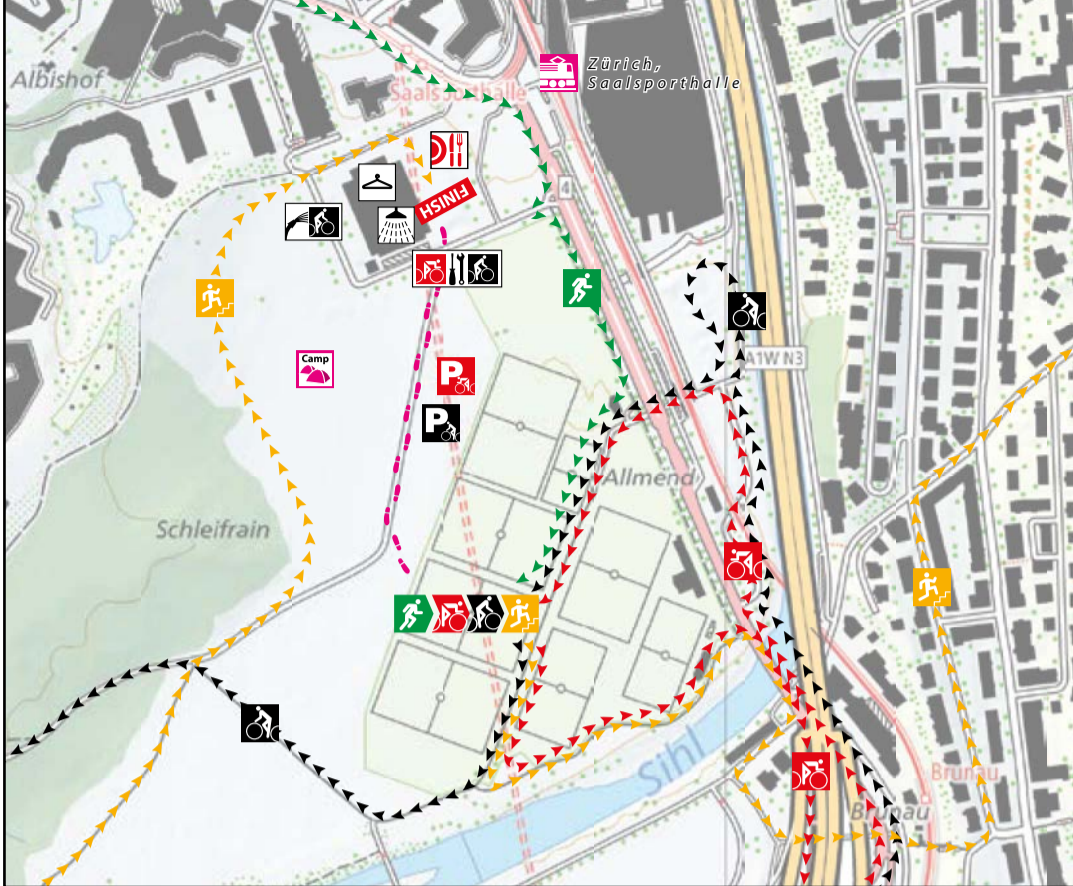 Albishof
Saalsporthalle
Zürich,
Saalsporthalle
4
FINISH
Camp
P
P
A1W N3
Allmend
Schleifrain
Sihl
Brunau
Brunau